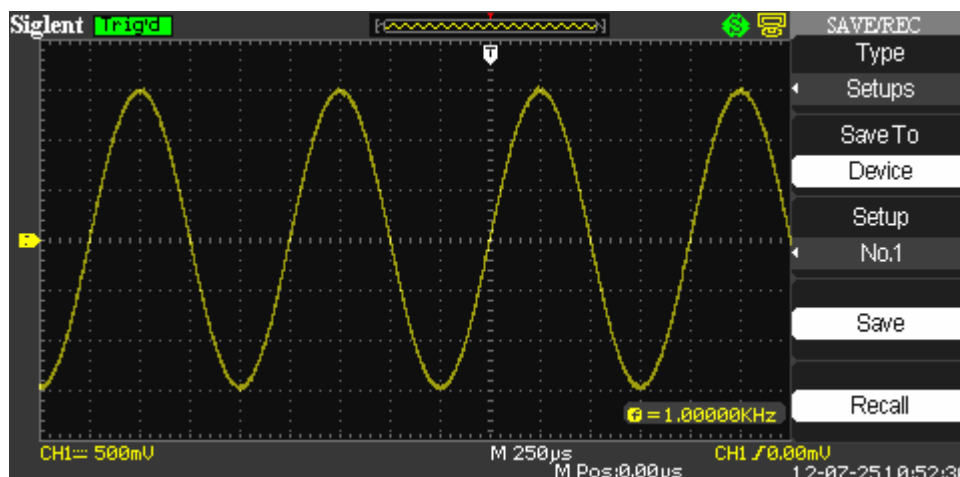 Siglent Trig'd
T
SAVE/REC
Type
Setups
Save To
Device
Setup
No.1
Save
Recall
f =1.00000KHz
CH1 500mV
M 250µs
CH1 0.00mV
M Pos:0.00µs